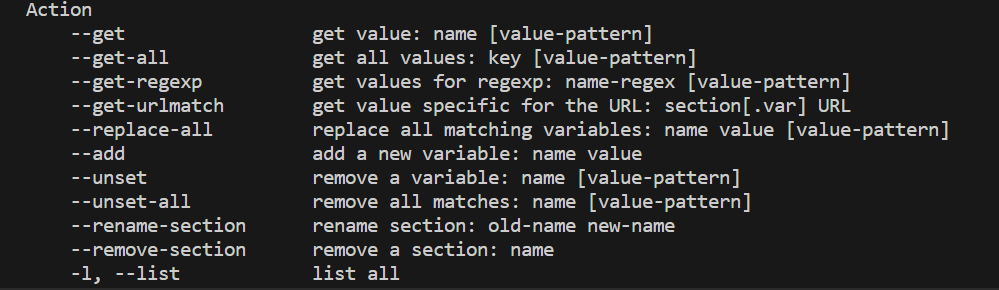 Action
    --get                 get value: name [value-pattern]
    --get-all             get all values: key [value-pattern]
    --get-regexp          get values for regexp: name-regex [value-pattern]
    --get-urlmatch        get value specific for the URL: section[.var] URL
    --replace-all         replace all matching variables: name value [value-pattern]
    --add                 add a new variable: name value
    --unset               remove a variable: name [value-pattern]
    --unset-all           remove all matches: name [value-pattern]
    --rename-section      rename section: old-name new-name
    --remove-section      remove a section: name
    -l, --list            list all